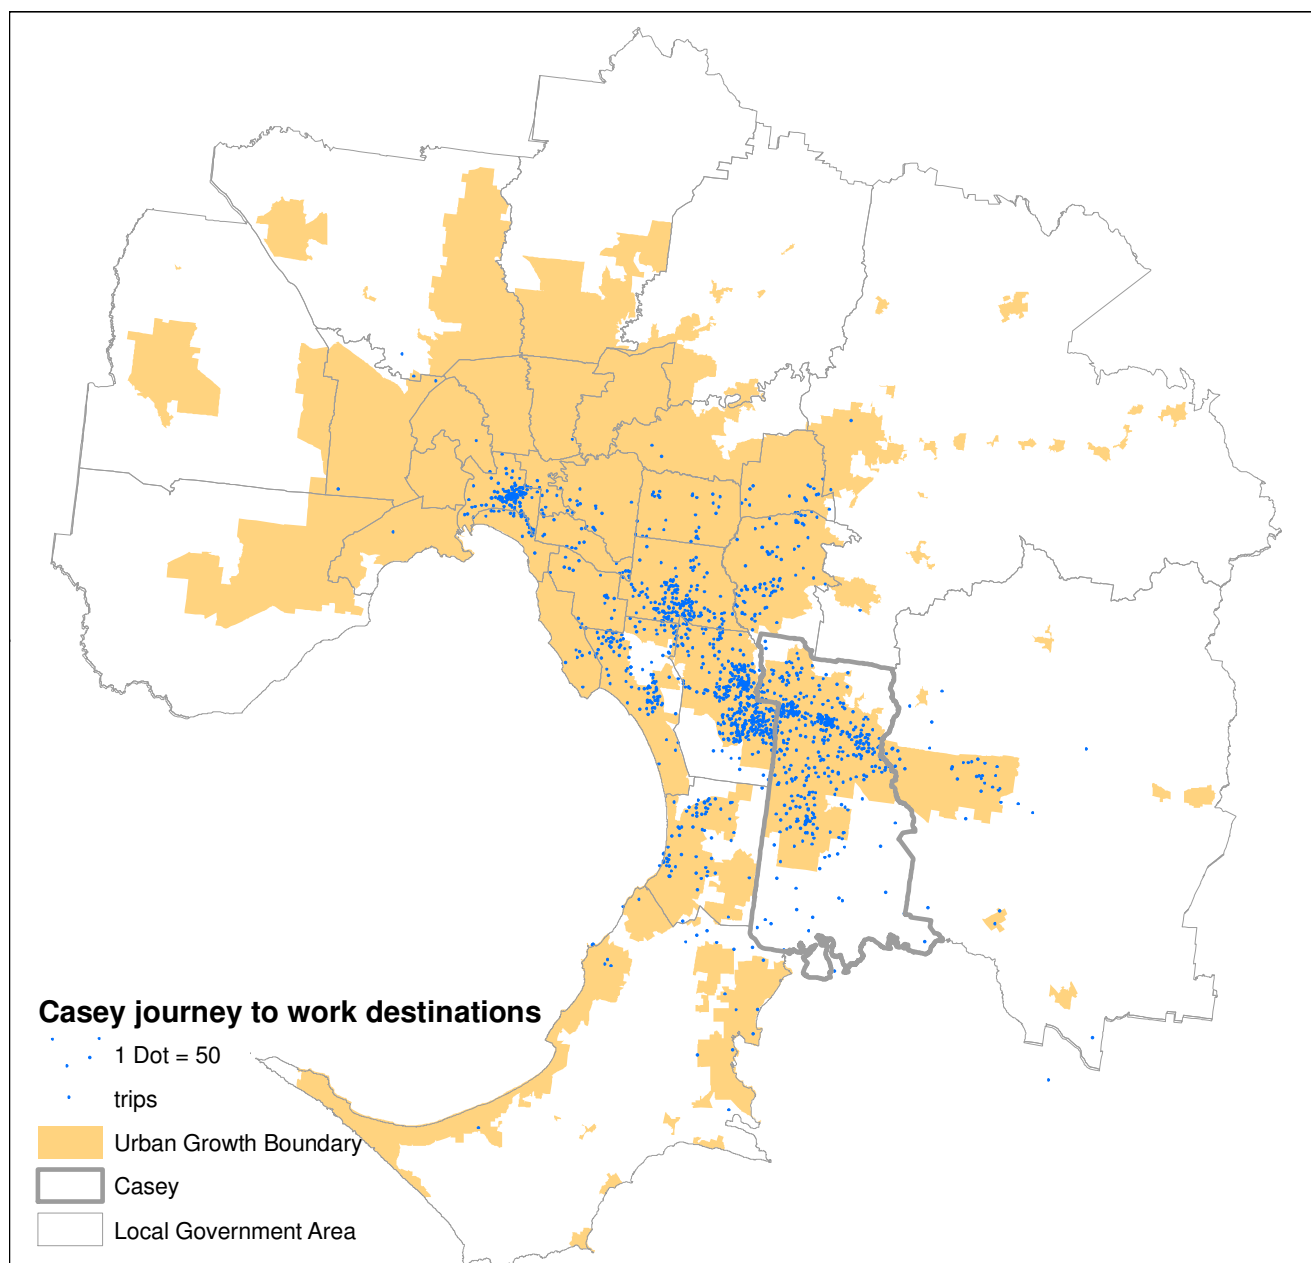 Casey journey to work destinations
1 Dot = 50
trips
Urban Growth Boundary
Casey
Local Government Area